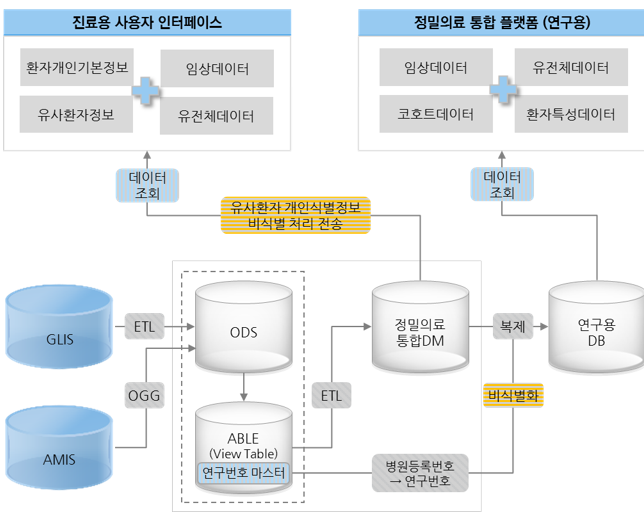 진료용 사용자 인터페이스
환자개인기본정보
임상데이터
유사환자정보
유전체데이터
정밀의료 통합 플랫폼 (연구용)
임상데이터
유전체데이터
코호트데이터
환자특성데이터
데이터
조회
데이터
조회
유사환자 개인식별정보
비식별 처리 전송
GLIS
ETL
ODS
정밀의료
통합DM
복제
연구용
DB
OGG
ETL
비식별화
AMIS
ABLE
(View Table)
연구번호 마스터
병원등록번호
→ 연구번호